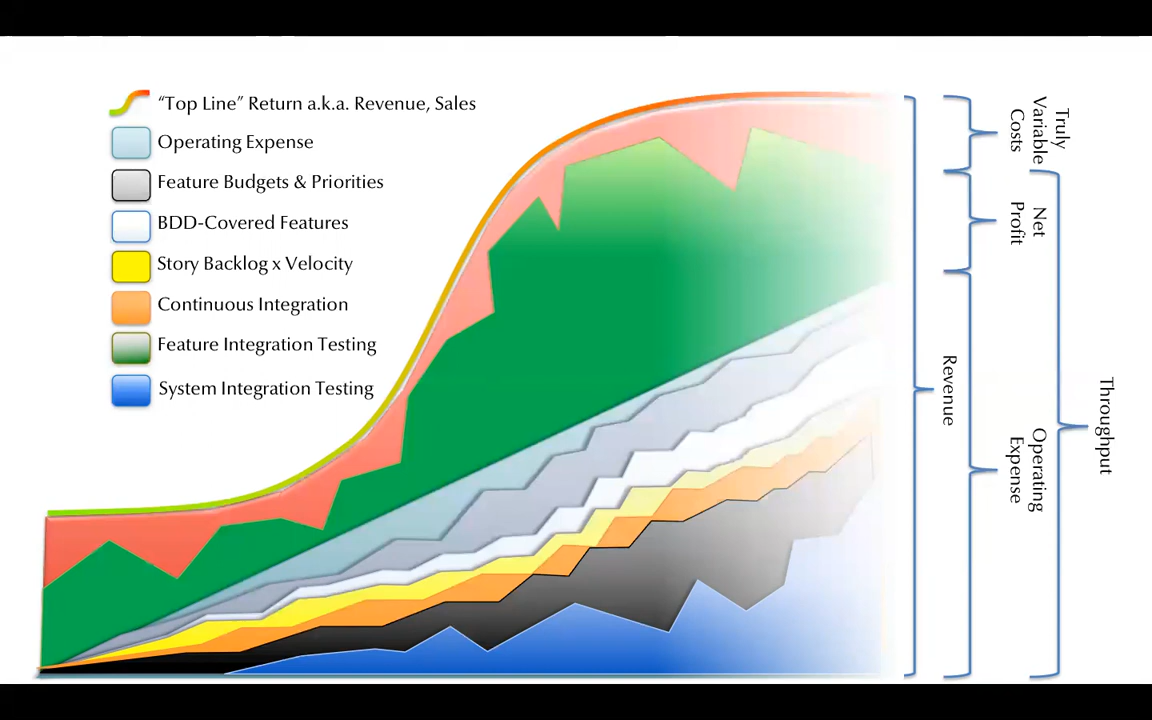 “Top Line” Return a.k.a. Revenue, Sales
Operating Expense
Feature Budgets & Priorities
BDD-Covered Features
Story Backlog x Velocity
Continuous Integration
Feature Integration Testing
System Integration Testing
Truly
Variable
Costs
Net
Profit
Revenue
Operating
Expense
Throughput